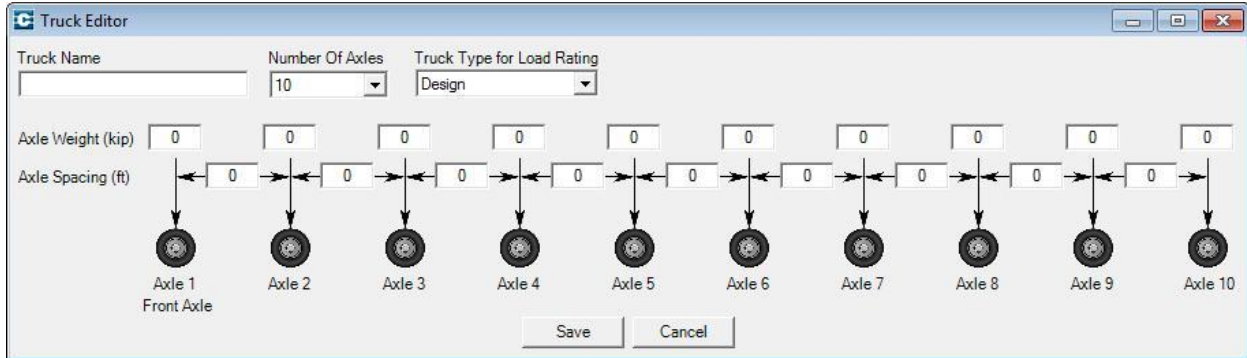 C Truck Editor
Truck Name Number Of Axles Truck Type for Load Rating
10 Design
Axle Weight (kip) 0 0 0 0 0 0 0 0 0 0
Axle Spacing (ft) 0 0 0 0 0 0 0 0 0
Axle 1 Axle 2 Axle 3 Axle 4 Axle 5 Axle 6 Axle 7 Axle 8 Axle 9 Axle 10
Front Axle
Save Cancel